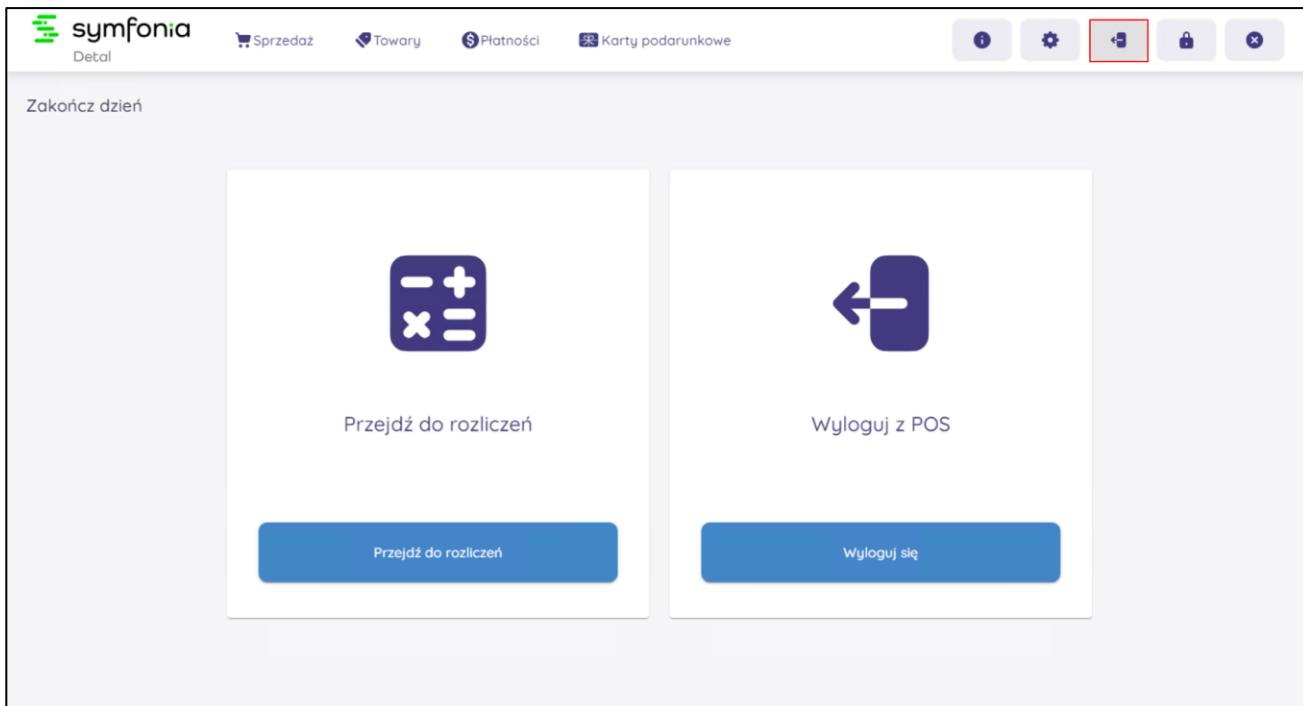 symfonia
Detal
Sprzedaż
Towary
Płatności
Karty podarunkowe
Zakończ dzień
Przejdź do rozliczeń
Wyloguj z POS
Przejdź do rozliczeń
Wyloguj się